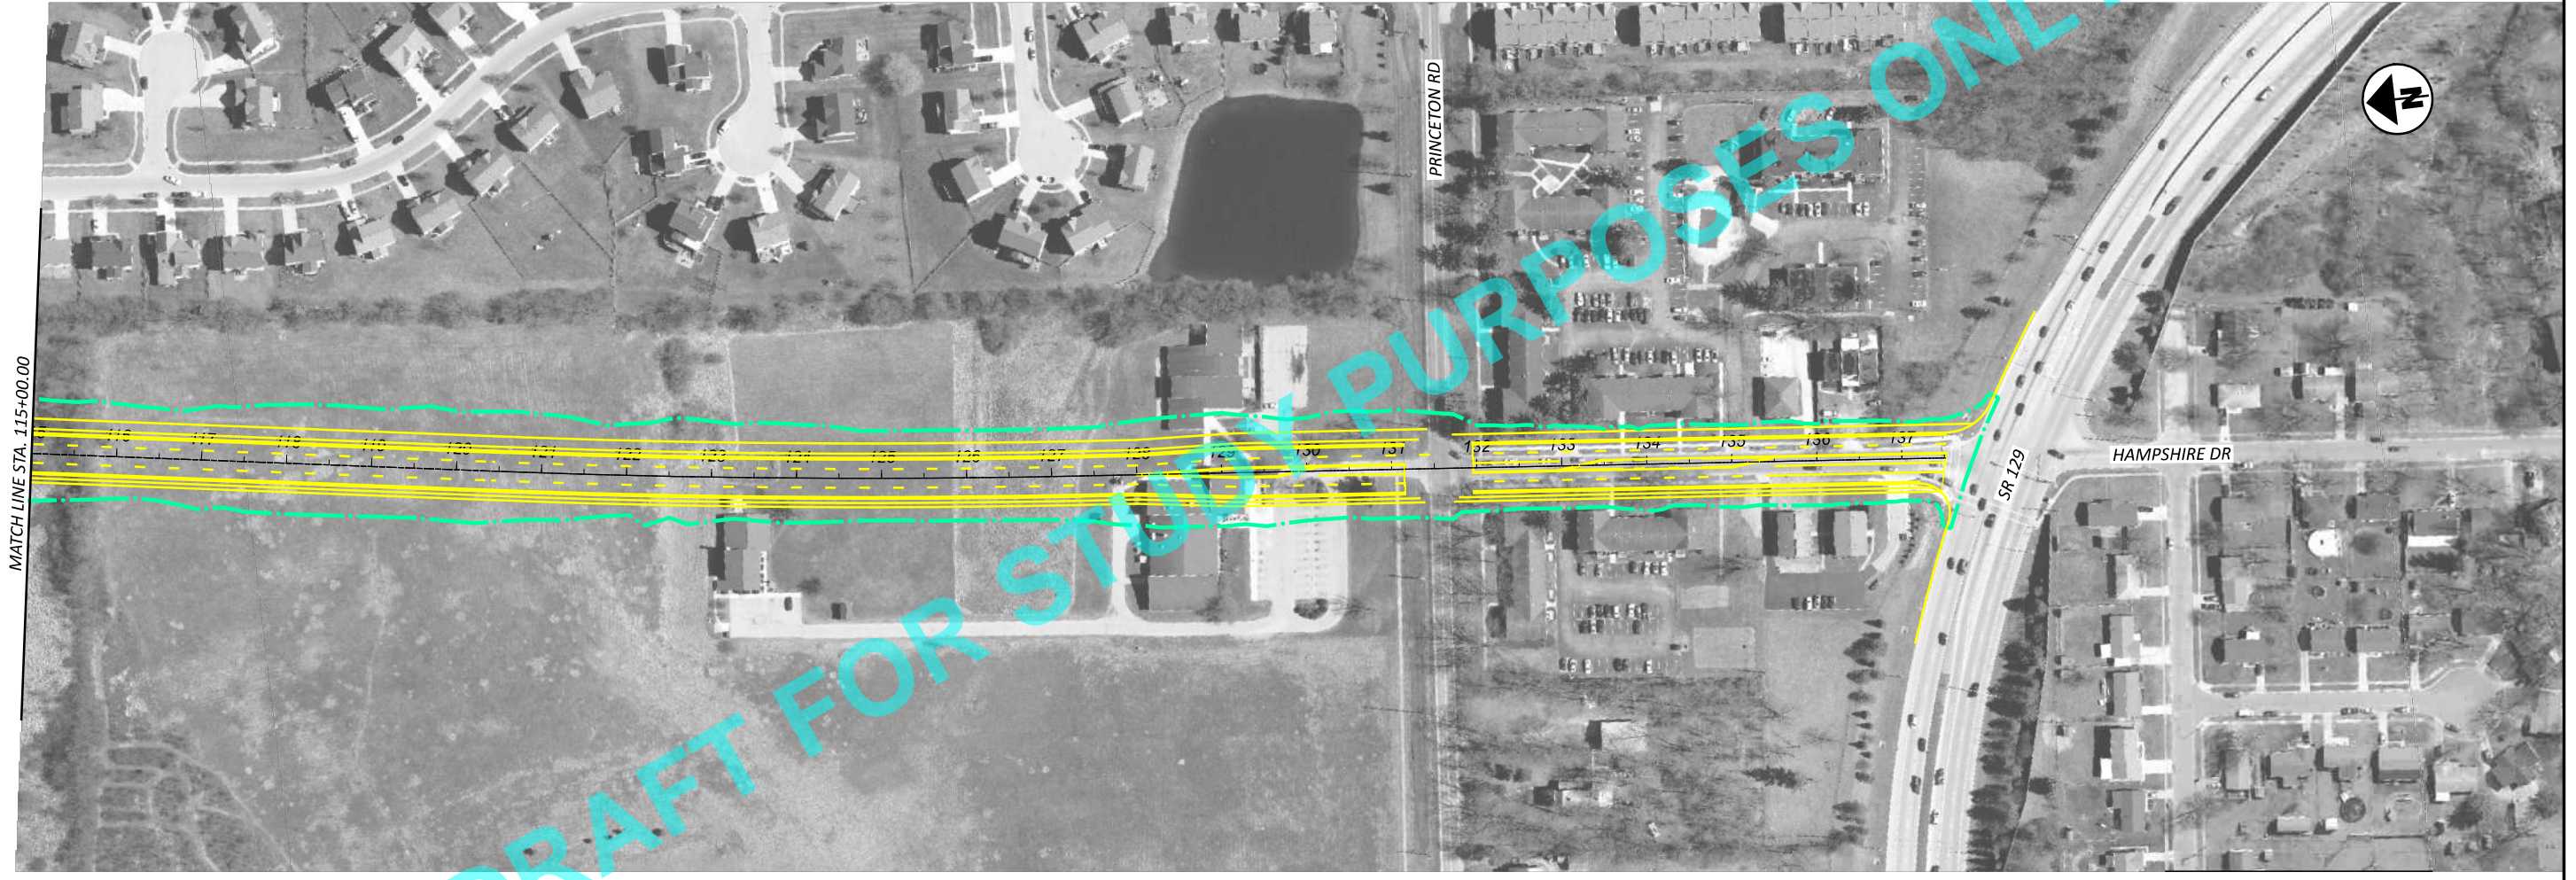 DRAFT FOR STUDY PURPOSES ONLY
N
PRINCETON RD
MATCH LINE STA. 115+00.00
116 117 118 119 120 121 122 123 124 125 126 127 128 129 130 131 132 133 134 135 136 137
SR 129
HAMPSHIRE DR